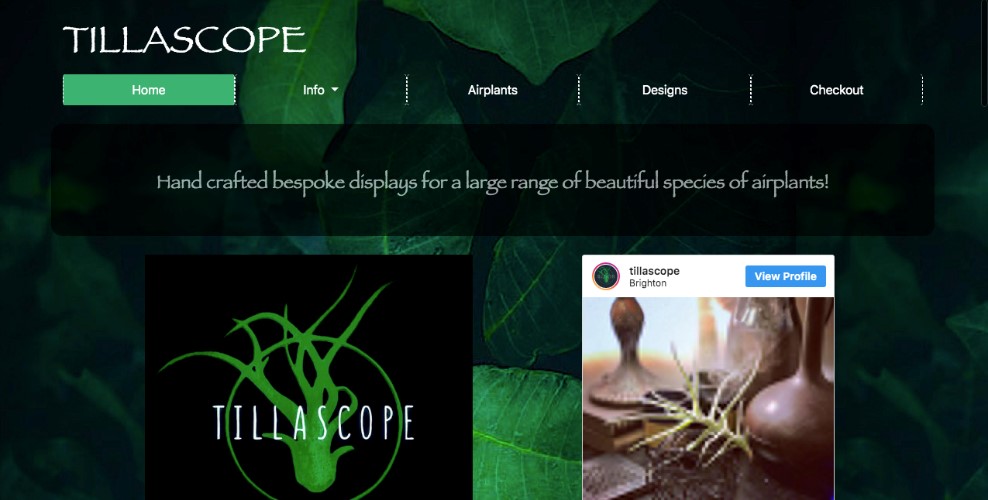 TILLASCOPE
Home Info Airplants Designs Checkout
Hand crafted bespoke displays for a large range of beautiful species of airplants!
TILLASCOPE
tillascope
Brighton
View Profile